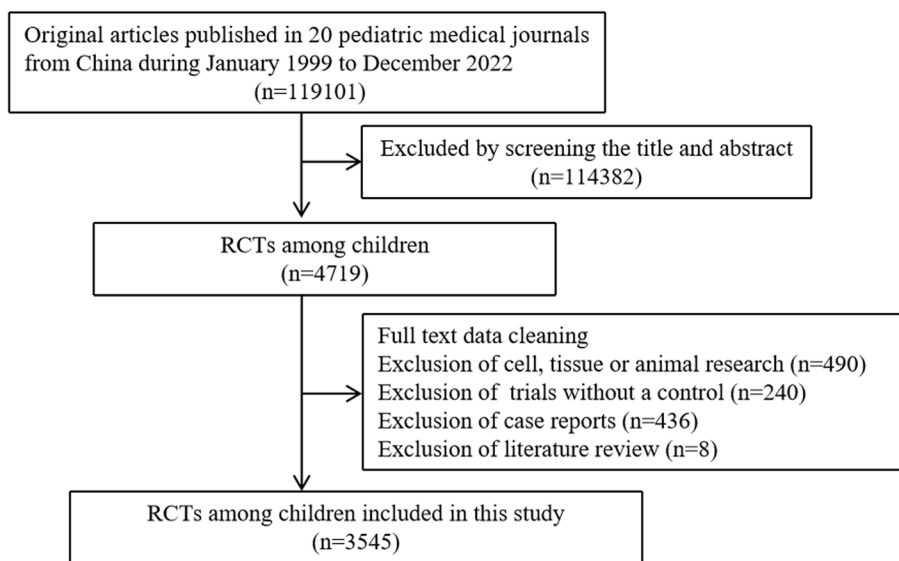 Original articles published in 20 pediatric medical journals
from China during January 1999 to December 2022
(n=119101)
Excluded by screening the title and abstract
(n=114382)
RCTs among children
(n=4719)
Full text data cleaning
Exclusion of cell, tissue or animal research (n=490)
Exclusion of trials without a control (n=240)
Exclusion of case reports (n=436)
Exclusion of literature review (n=8)
RCTs among children included in this study
(n=3545)